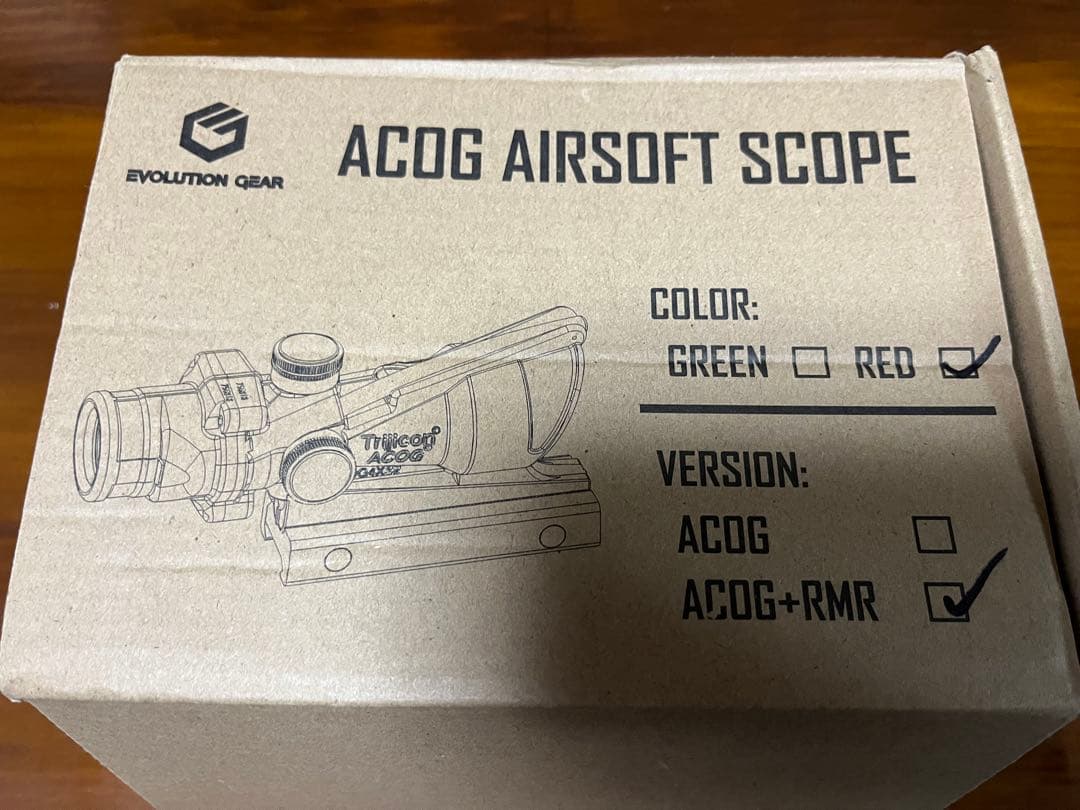 EVOLUTION GEAR
ACOG AIRSOFT SCOPE
COLOR:
GREEN RED
VERSION:
ACOG
ACOG+RMR
Trijicon
ACOG